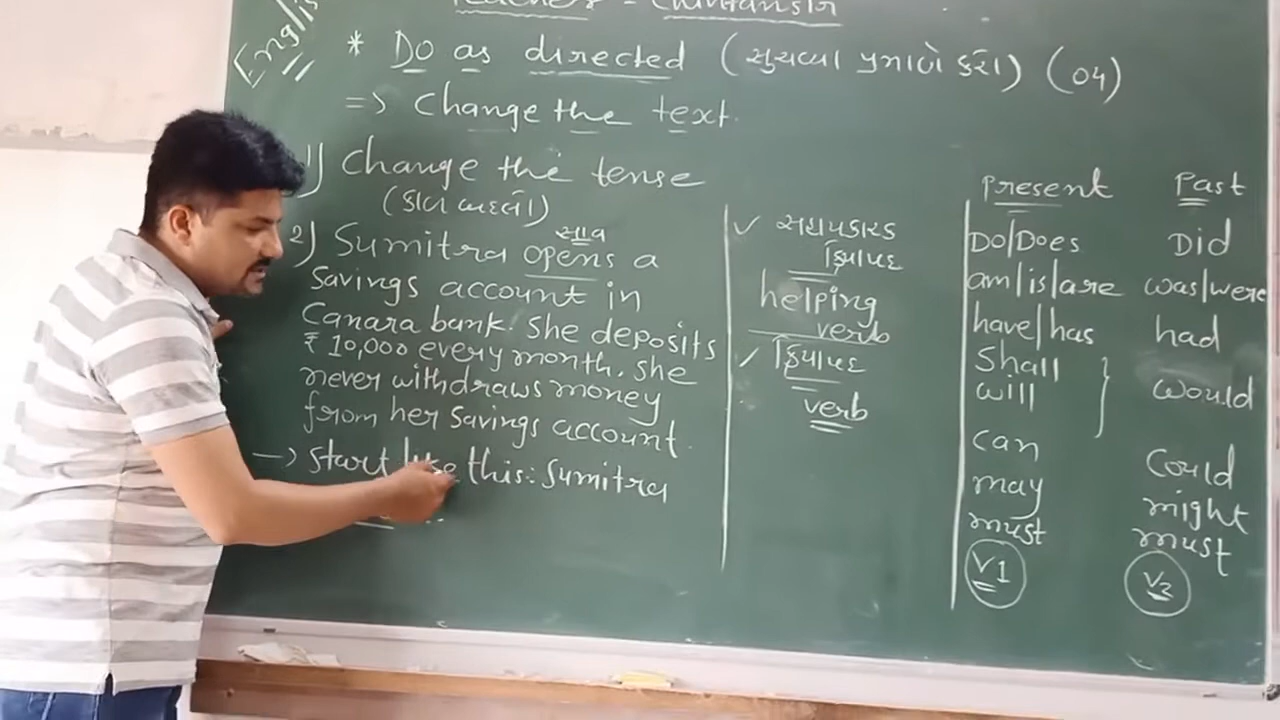 Teacher - Chintansir
English
* Do as directed (સુચવ્યા પ્રમાણે કરો) (04)
=> Change the text.
1) Change the tense
(કાળ બદલવો)
2) Sumitra opens a
savings account in
Canara bank. She deposits
₹ 10,000 every month. She
never withdraws money
from her savings account.
-> Start like this: Sumitra
✓ સહાયકારક
ક્રિયાપદ
helping
verb
✓ ક્રિયાપદ
verb
Present Past
Do/Does Did
am/is/are was/were
have/has had
Shall
will } would
can Could
may might
must must
V1 V2